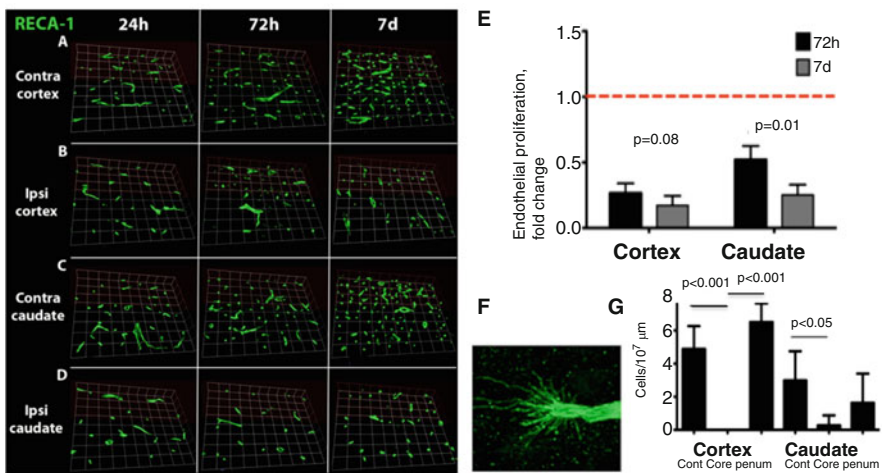 RECA-1 24h 72h 7d
A
Contra
cortex
B
Ipsi
cortex
C
Contra
caudate
D
Ipsi
caudate
E
Endothelial proliferation,
fold change
1.5
1.0
0.5
0.0
72h
7d
p=0.08
p=0.01
Cortex Caudate
F
G
Cells/10⁷ µm
8
6
4
2
0
p<0.001
p<0.001
p<0.05
Cortex Caudate
Cont Core penum Cont Core penum